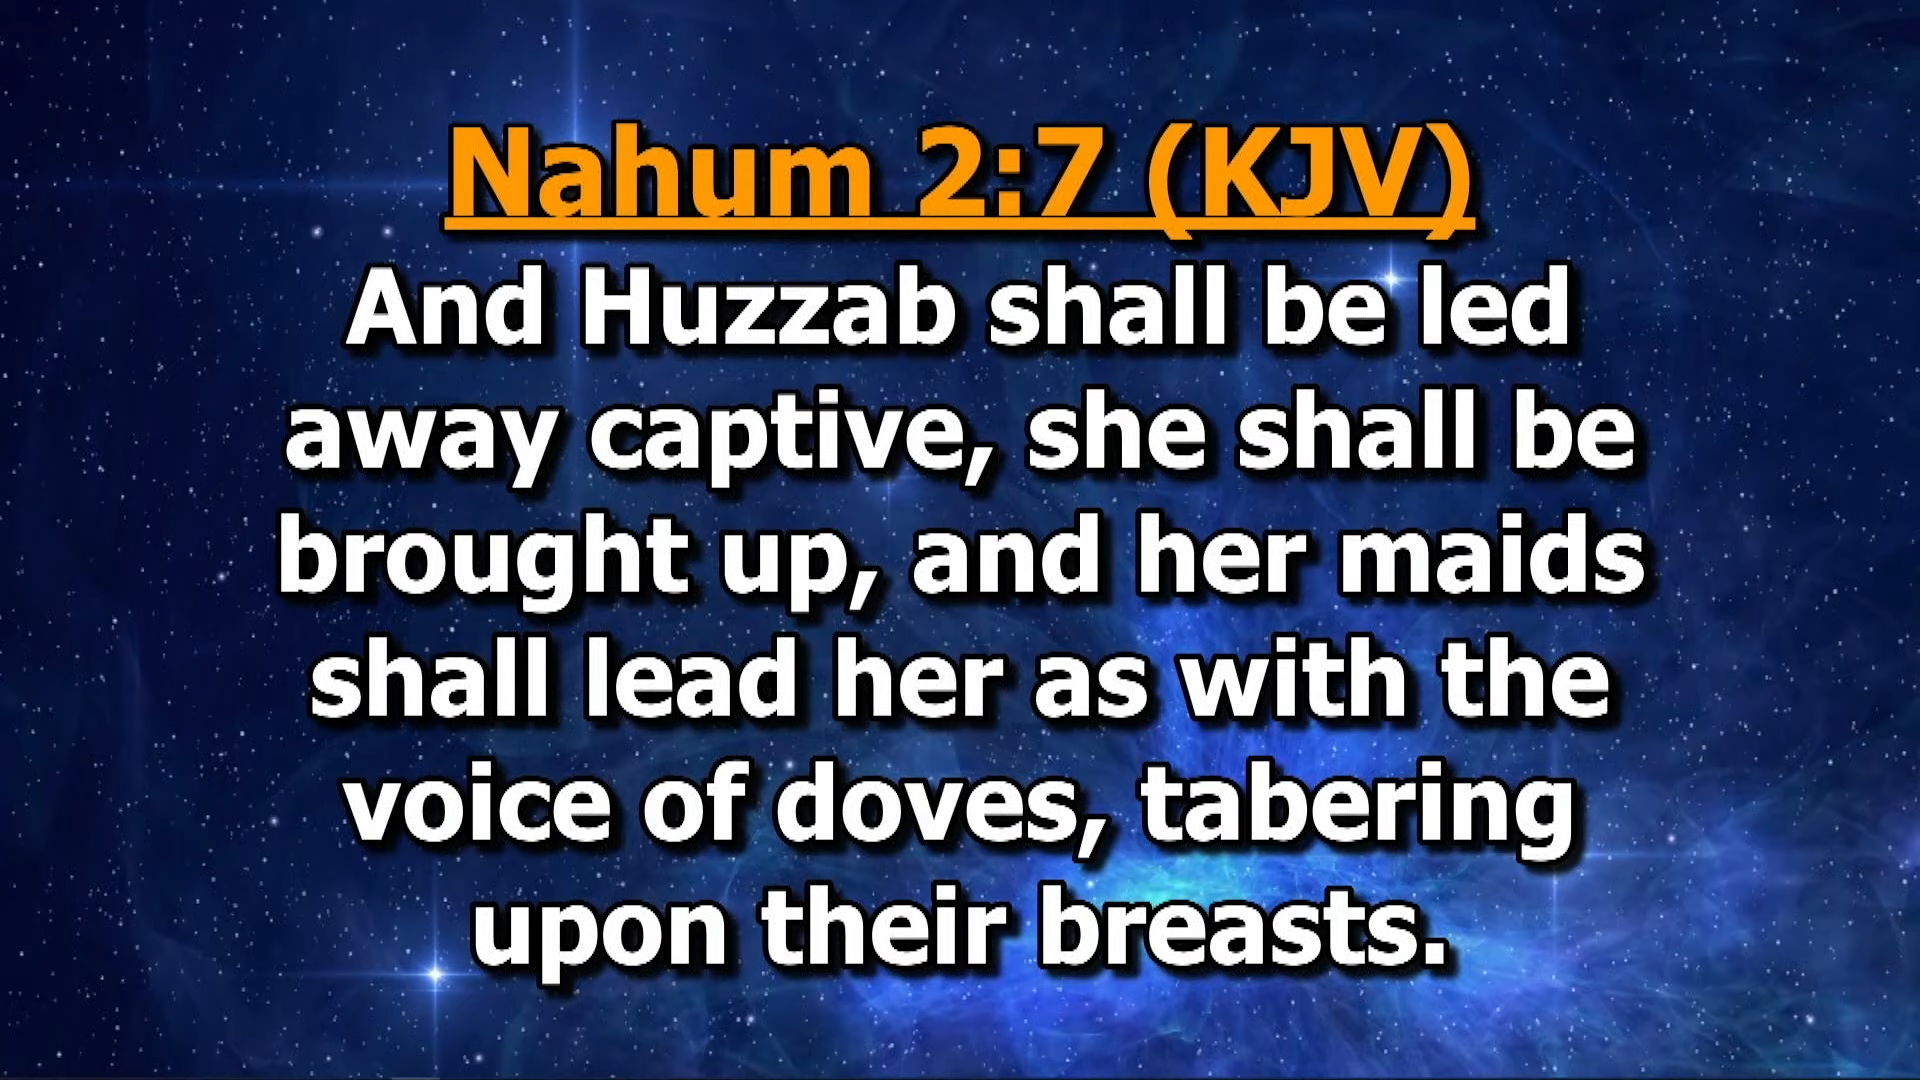 Nahum 2:7 (KJV)
And Huzzab shall be led
away captive, she shall be
brought up, and her maids
shall lead her as with the
voice of doves, tabering
upon their breasts.